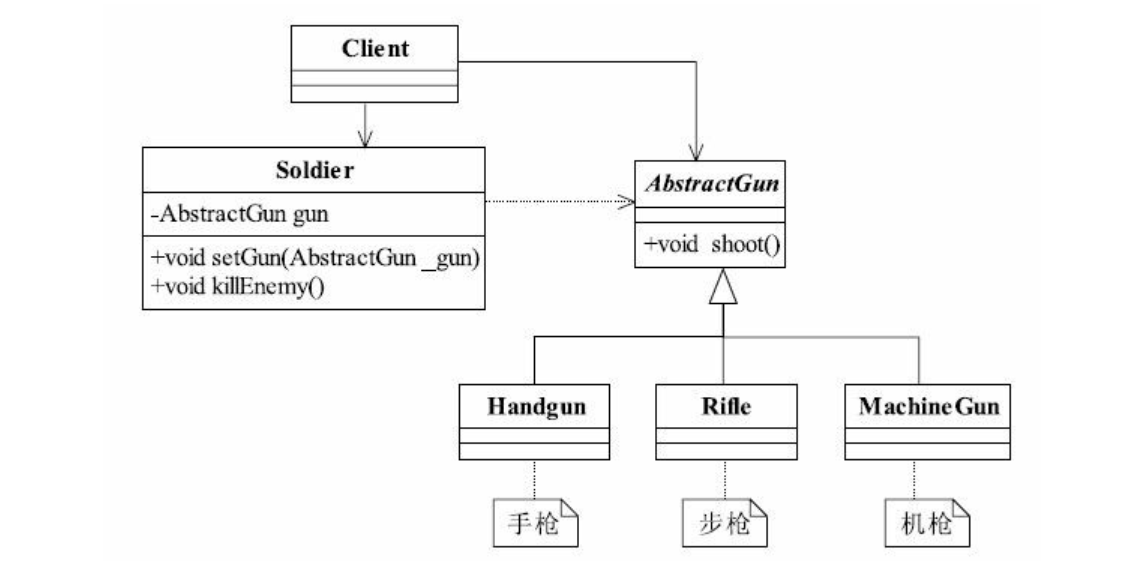 Client
Soldier
-AbstractGun gun
+void setGun(AbstractGun _gun)
+void killEnemy()
AbstractGun
+void shoot()
Handgun
Rifle
MachineGun
手枪
步枪
机枪